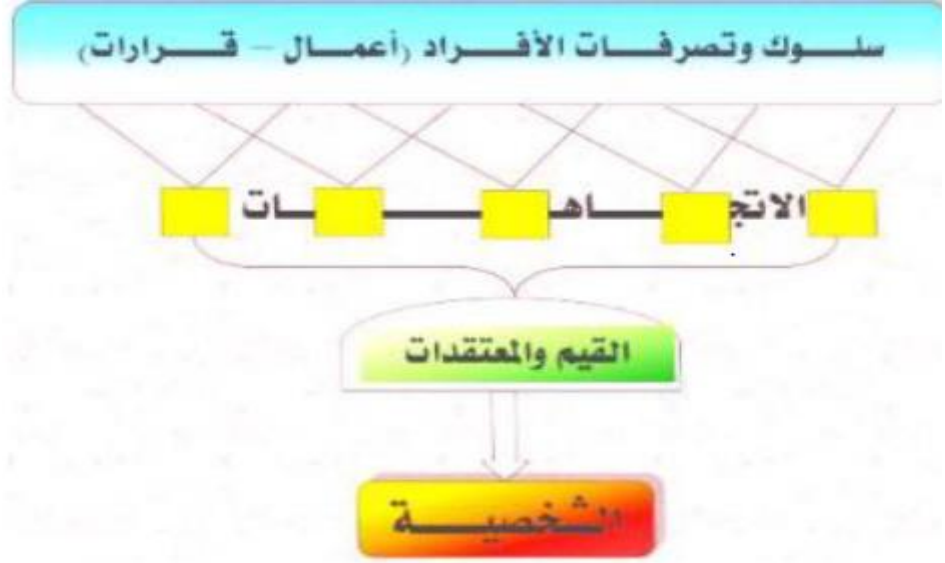 سلوك وتصرفات الأفراد (أعمال – قرارات)
الاتجاهات
القيم والمعتقدات
الشخصية